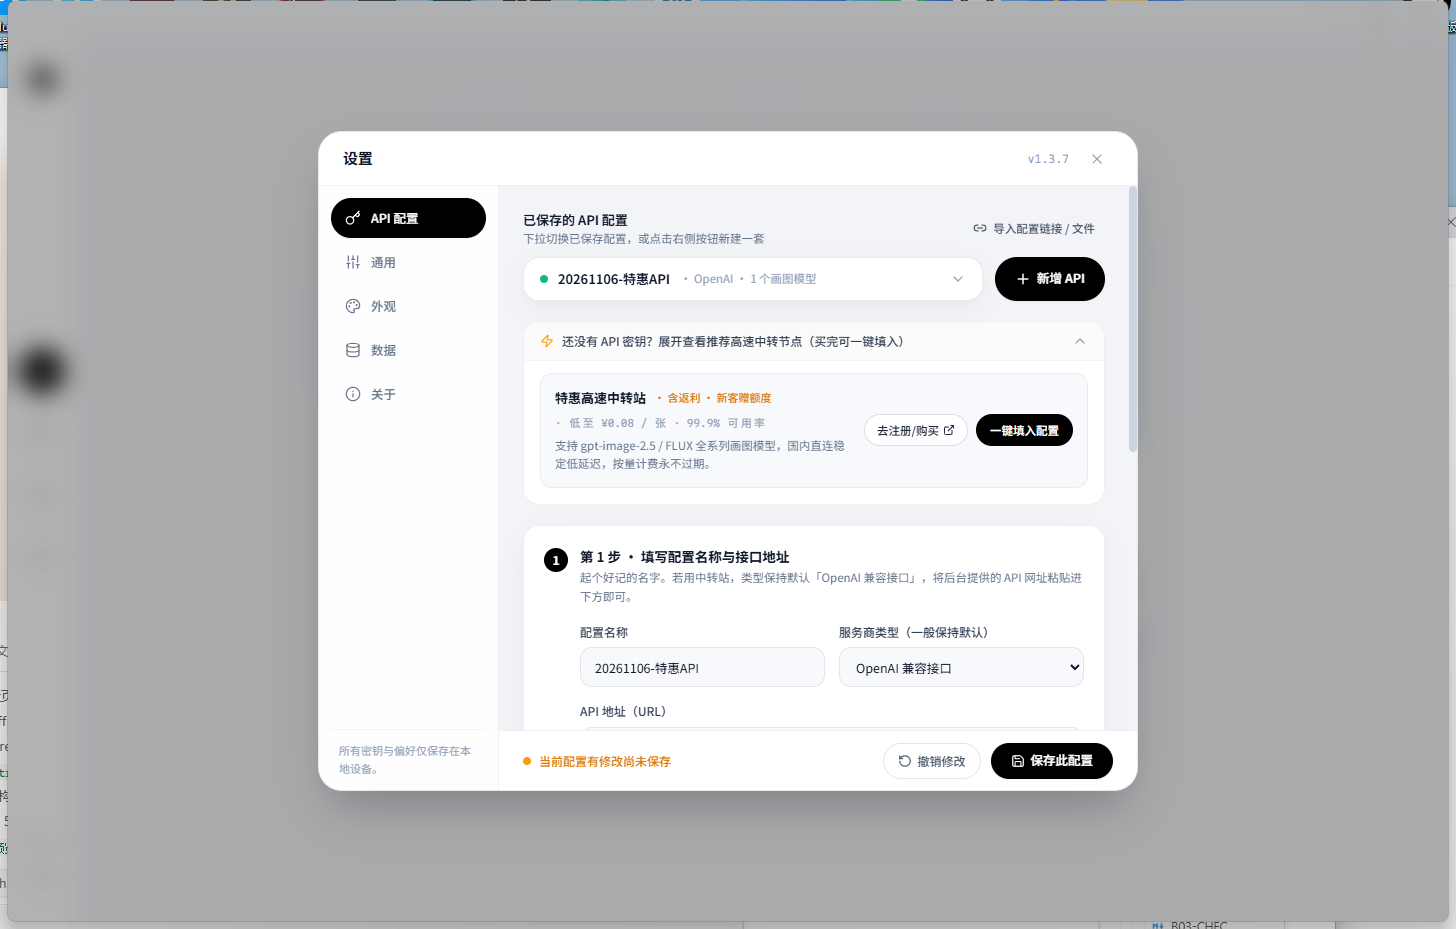 设置
v1.3.7
API 配置
通用
外观
数据
关于
所有密钥与偏好仅保存在本
地设备。
已保存的 API 配置
下拉切换已保存配置，或点击右侧按钮新建一套
导入配置链接 / 文件
20261106-特惠API · OpenAI · 1 个画图模型
新增 API
还没有 API 密钥？展开查看推荐高速中转节点（买完可一键填入）
特惠高速中转站 · 含返利 · 新客赠额度
· 低至 ¥0.08 / 张 · 99.9% 可用率
支持 gpt-image-2.5 / FLUX 全系列画图模型，国内直连稳
定低延迟，按量计费永不过期。
去注册/购买
一键填入配置
1
第 1 步 · 填写配置名称与接口地址
起个好记的名字。若用中转站，类型保持默认「OpenAI 兼容接口」，将后台提供的 API 网址粘贴进
下方即可。
配置名称
服务商类型（一般保持默认）
20261106-特惠API
OpenAI 兼容接口
API 地址（URL）
当前配置有修改尚未保存
撤销修改
保存此配置